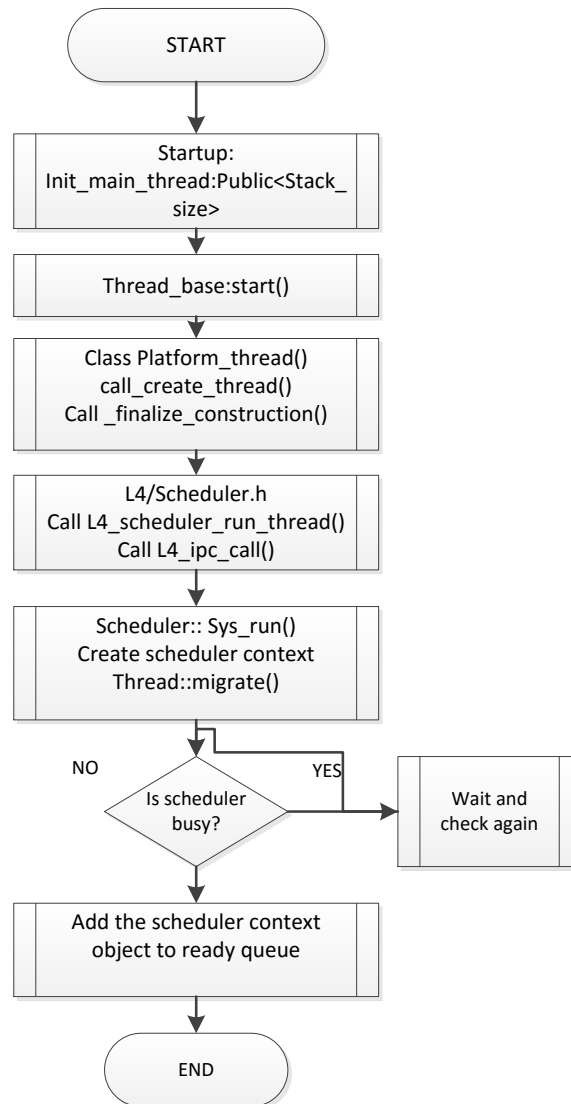 START
Startup:
Init_main_thread:Public<Stack_
size>
Thread_base:start()
Class Platform_thread()
call_create_thread()
Call _finalize_construction()
L4/Scheduler.h
Call L4_scheduler_run_thread()
Call L4_ipc_call()
Scheduler:: Sys_run()
Create scheduler context
Thread::migrate()
NO
YES
Is scheduler
busy?
Wait and
check again
Add the scheduler context
object to ready queue
END